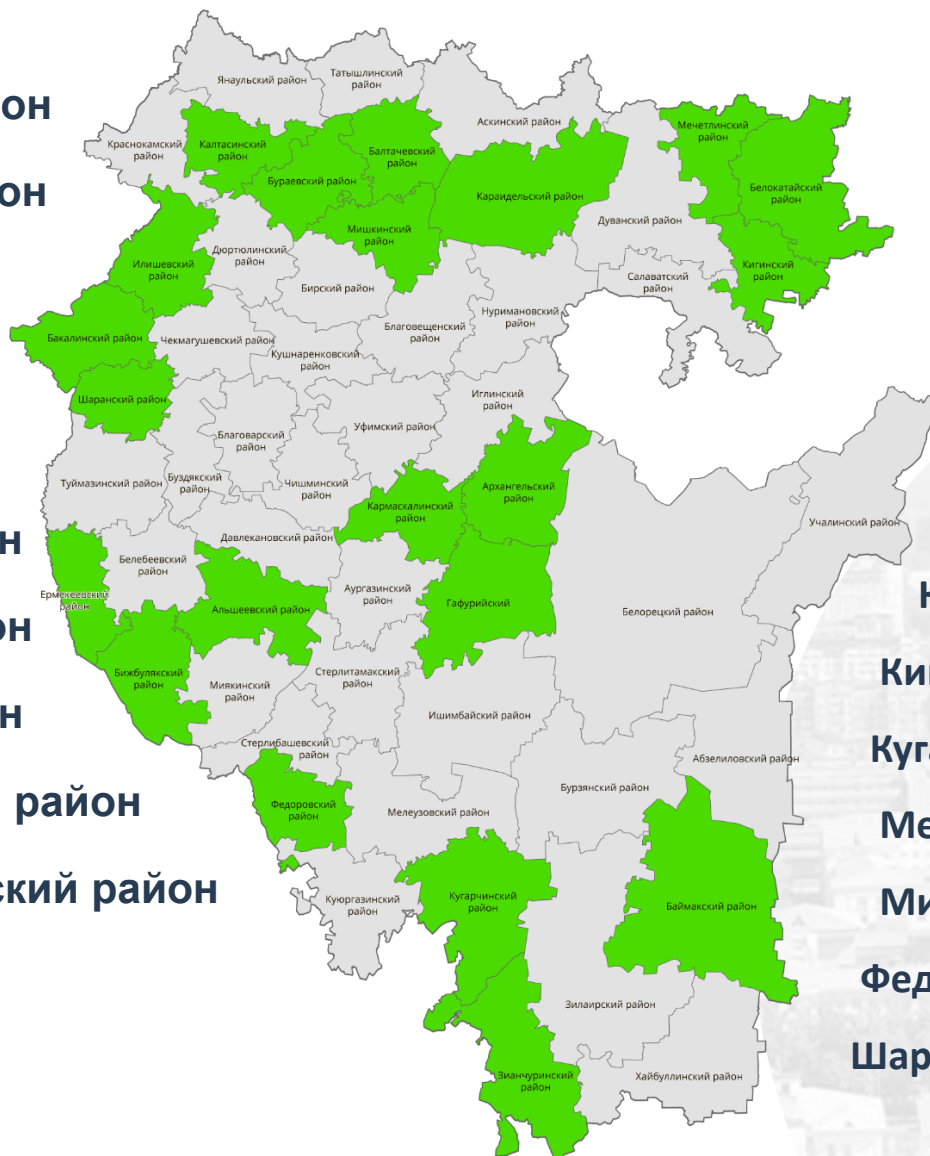 он
он
н
он
н
район
ский район
Янаульский район
Татышлинский
район
Аскинский район
Краснокамский
район
Калтасинский
район
Балтачевский
район
Бураевский район
Мишкинский
район
Караидельский район
Мечетлинский
район
Белокатайский
район
Дуванский район
Кигинский
район
Салаватский
район
Дюртюлинский
район
Илишевский
район
Бирский район
Нуримановский
район
Благовещенский
район
Бакалинский район
Чекмагушевский район
Кушнаренковский
район
Шаранский район
Иглинский
район
Благоварский
район
Уфимский район
Туймазинский район
Буздякский
район
Чишминский
район
Архангельский
район
Кармаскалинский
район
Учалинский район
Давлекановский район
Белебеевский
район
Ермекеевский
район
Альшеевский район
Аургазинский
район
Гафурийский
Белорецкий район
Бижбулякский
район
Миякинский
район
Стерлитамакский
район
Ишимбайский район
Стерлибашевский
район
Абзелиловский район
Бурзянский район
Федоровский
район
Мелеузовский район
Куюргазинский
район
Кугарчинский
район
Баймакский район
Зилаирский район
Зианчуринский
район
Хайбуллинский район
Ки
Куг
Ме
Ми
Фед
Шар